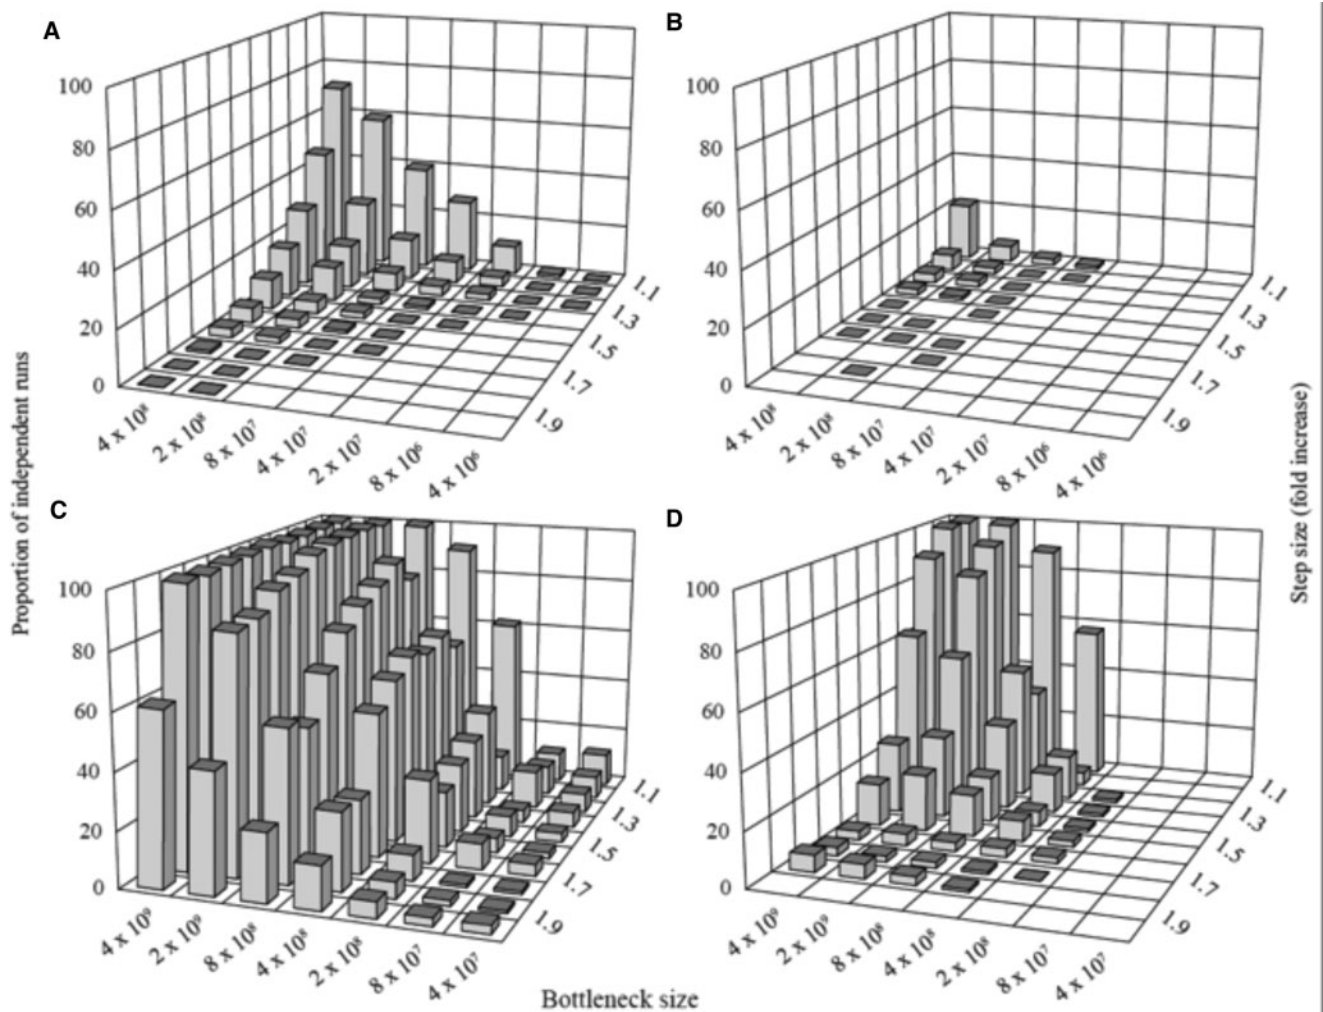 A
100
80
60
40
20
0
4 x 10⁸
2 x 10⁸
8 x 10⁷
4 x 10⁷
2 x 10⁷
8 x 10⁶
4 x 10⁶
1.1
1.3
1.5
1.7
1.9
B
100
80
60
40
20
0
4 x 10⁸
2 x 10⁸
8 x 10⁷
4 x 10⁷
2 x 10⁷
8 x 10⁶
4 x 10⁶
1.1
1.3
1.5
1.7
1.9
C
100
80
60
40
20
0
4 x 10⁹
2 x 10⁹
8 x 10⁸
4 x 10⁸
2 x 10⁸
8 x 10⁷
4 x 10⁷
1.1
1.3
1.5
1.7
1.9
D
100
80
60
40
20
0
4 x 10⁹
2 x 10⁹
8 x 10⁸
4 x 10⁸
2 x 10⁸
8 x 10⁷
4 x 10⁷
1.1
1.3
1.5
1.7
1.9
Proportion of independent runs
Step size (fold increase)
Bottleneck size